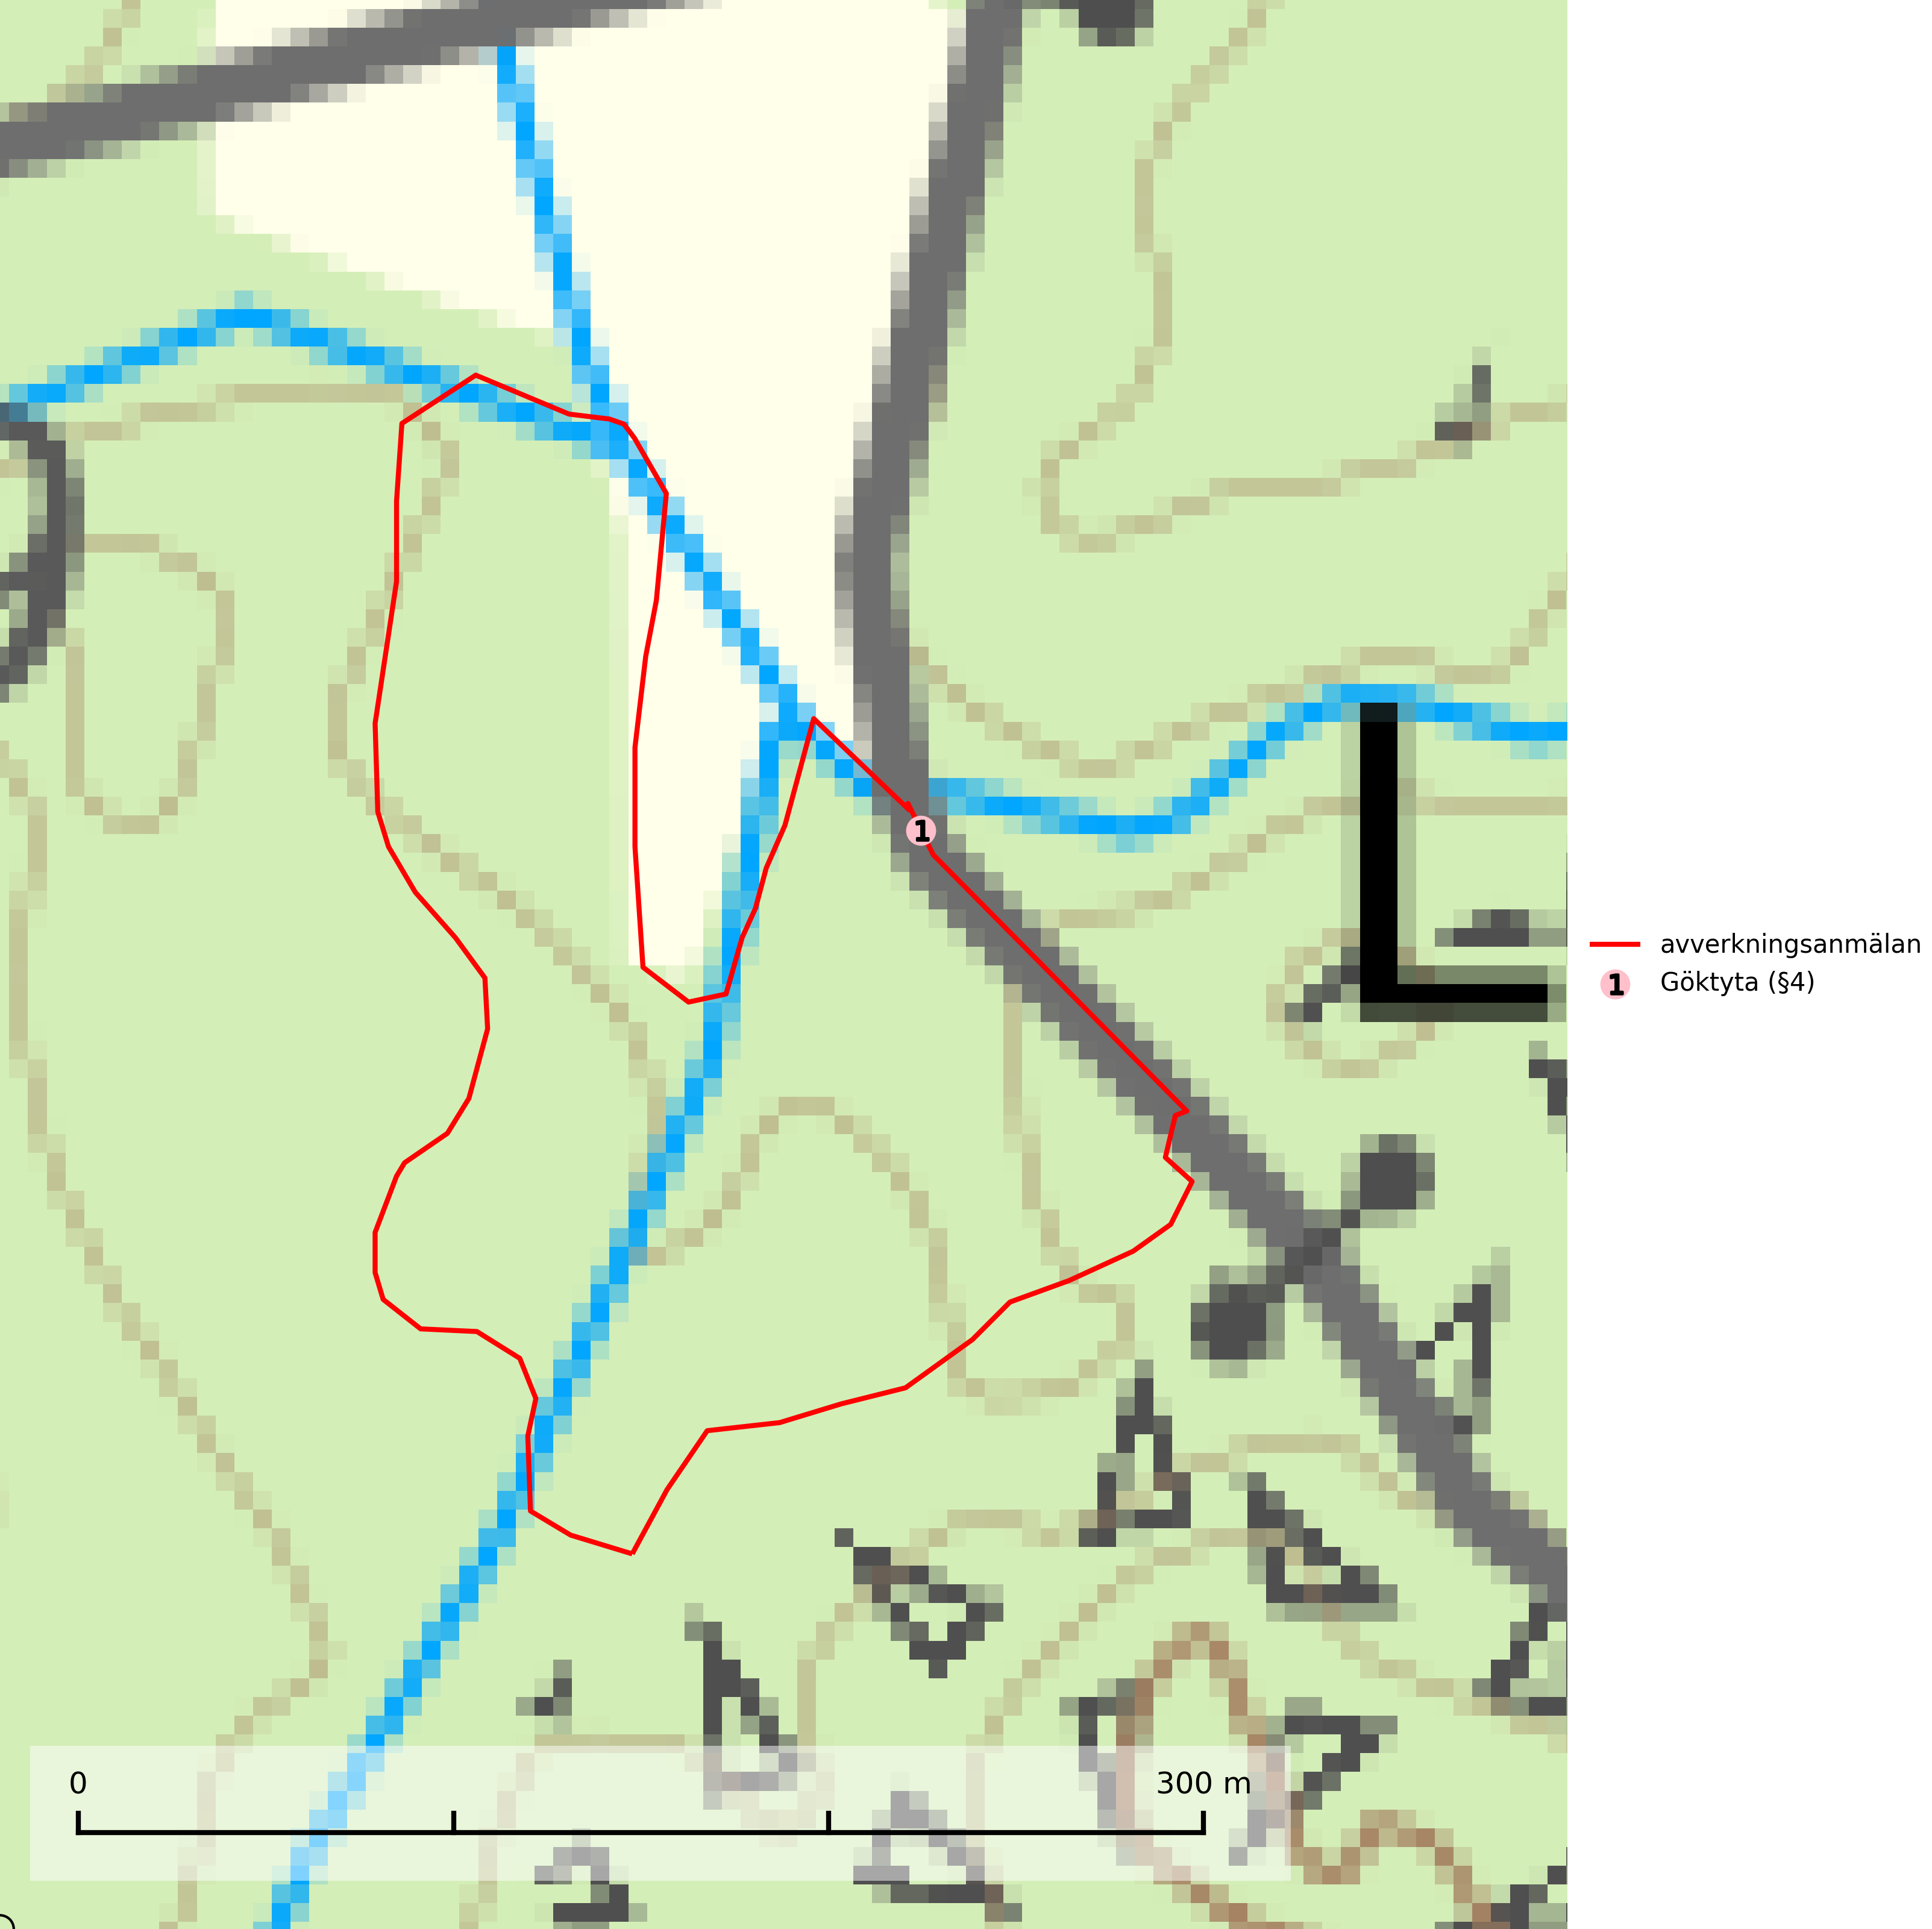 L
1
avverkningsanmälan
1 Göktyta (§4)
0 300 m